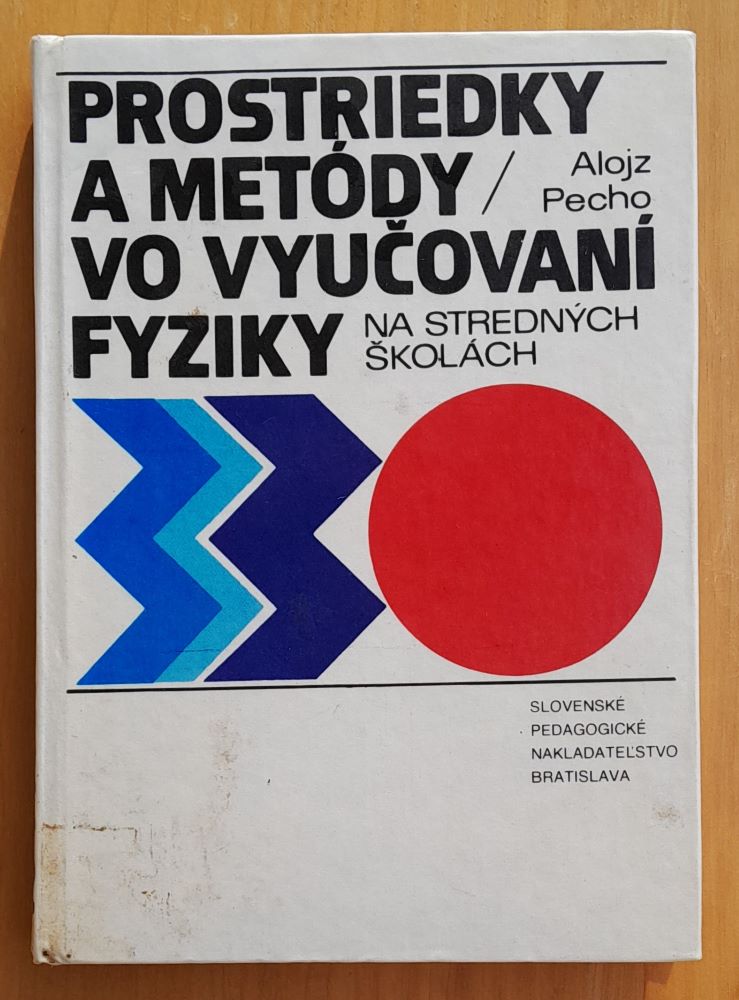 PROSTRIEDKY
A METÓDY /
Alojz
Pecho
VO VYUČOVANÍ
FYZIKY
NA STREDNÝCH
ŠKOLÁCH
SLOVENSKÉ
PEDAGOGICKÉ
NAKLADATEĽSTVO
BRATISLAVA